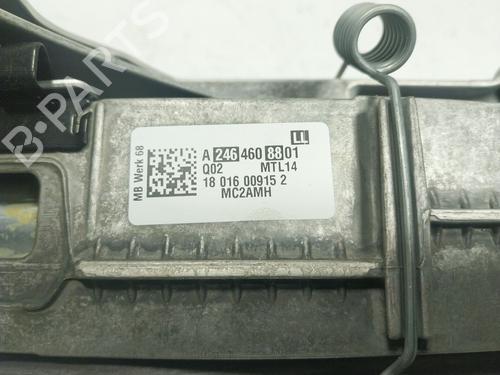 B-PARTS
MB Werk 68
LL
A 246 460 88 01
Q02 MTL14
18 016 00915 2
MC2AMH